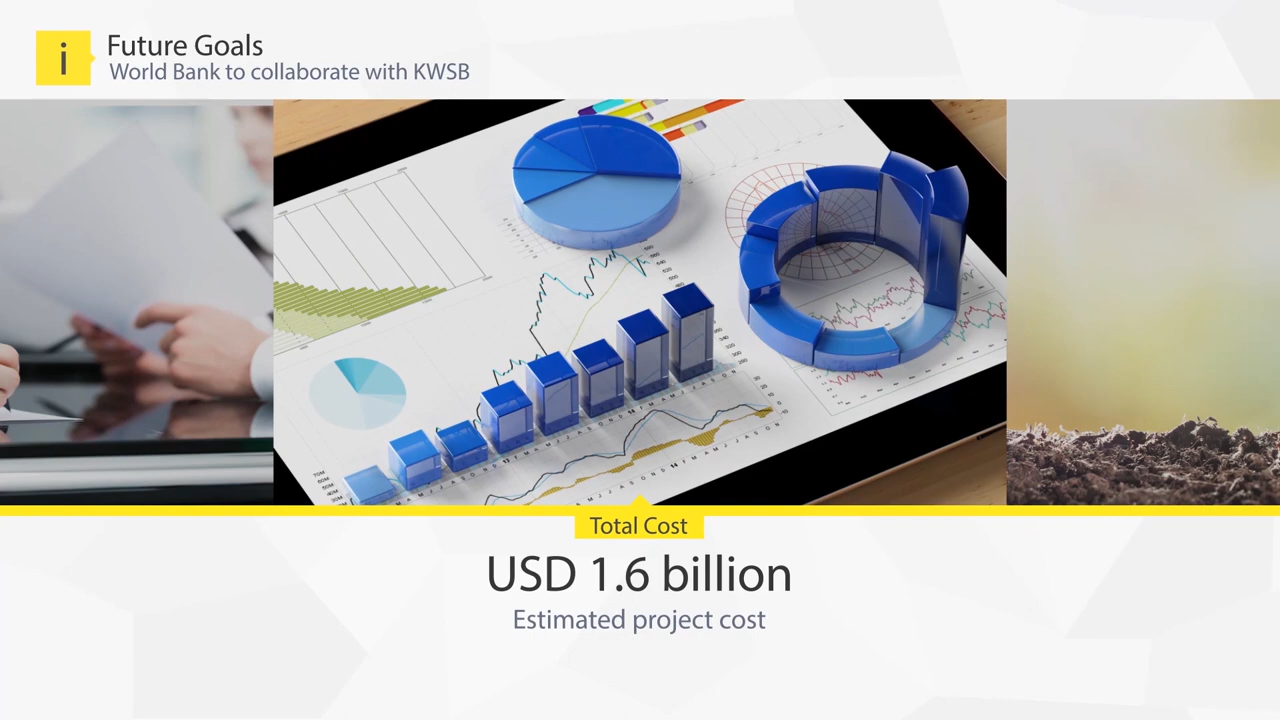 i
Future Goals
World Bank to collaborate with KWSB
Total Cost
USD 1.6 billion
Estimated project cost